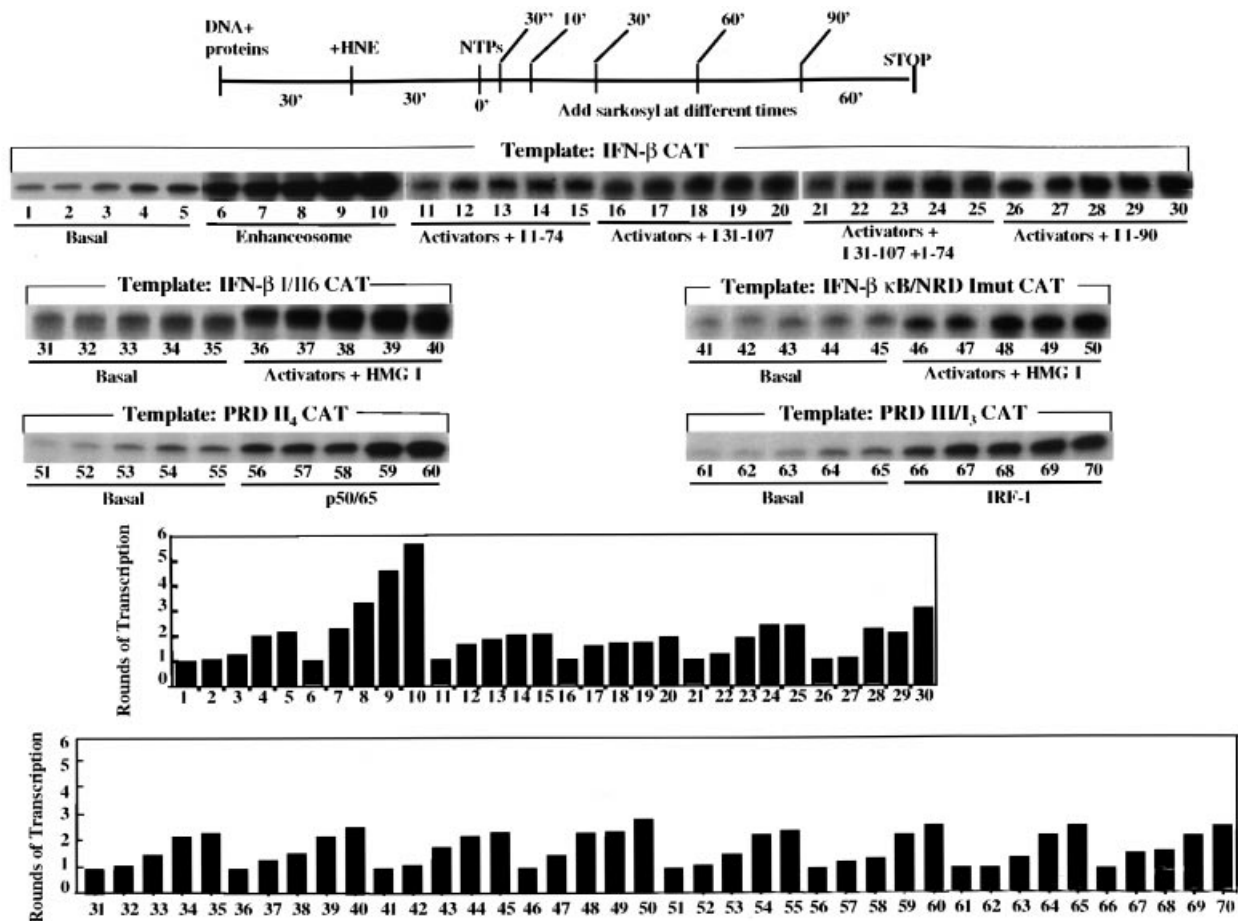 30'' 10' 30' 60' 90'
DNA+ proteins +HNE NTPs STOP
30' 30' 0' Add sarkosyl at different times 60'
Template: IFN-β CAT
1 2 3 4 5 6 7 8 9 10 11 12 13 14 15 16 17 18 19 20 21 22 23 24 25 26 27 28 29 30
Basal Enhanceosome Activators + I 1-74 Activators + I 31-107 Activators + I 31-107 +1-74 Activators + I 1-90
Template: IFN-β I/II6 CAT
31 32 33 34 35 36 37 38 39 40
Basal Activators + HMG I
Template: IFN-β κB/NRD Imut CAT
41 42 43 44 45 46 47 48 49 50
Basal Activators + HMG I
Template: PRD II4 CAT
51 52 53 54 55 56 57 58 59 60
Basal p50/65
Template: PRD III/I3 CAT
61 62 63 64 65 66 67 68 69 70
Basal IRF-1
Rounds of Transcription
6
5
4
3
2
1
0
1 2 3 4 5 6 7 8 9 10 11 12 13 14 15 16 17 18 19 20 21 22 23 24 25 26 27 28 29 30
Rounds of Transcription
6
5
4
3
2
1
0
31 32 33 34 35 36 37 38 39 40 41 42 43 44 45 46 47 48 49 50 51 52 53 54 55 56 57 58 59 60 61 62 63 64 65 66 67 68 69 70